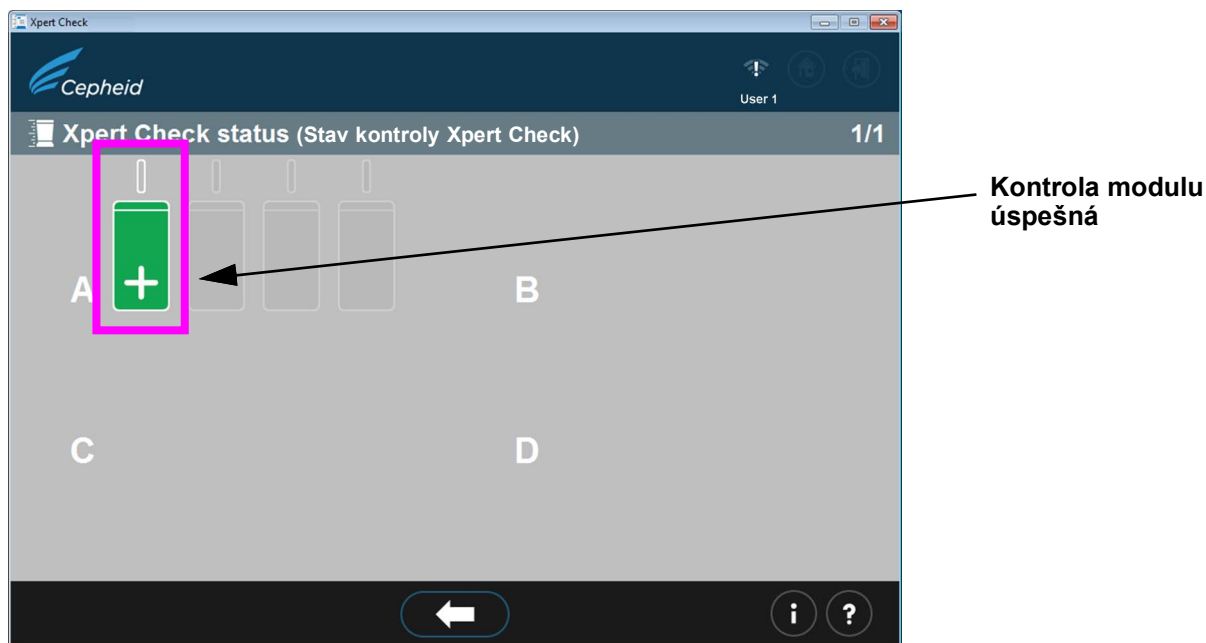 Xpert Check
Cepheid
User 1
Xpert Check status (Stav kontroly Xpert Check) 1/1
A
B
C
D
Kontrola modulu
úspešná
i ?